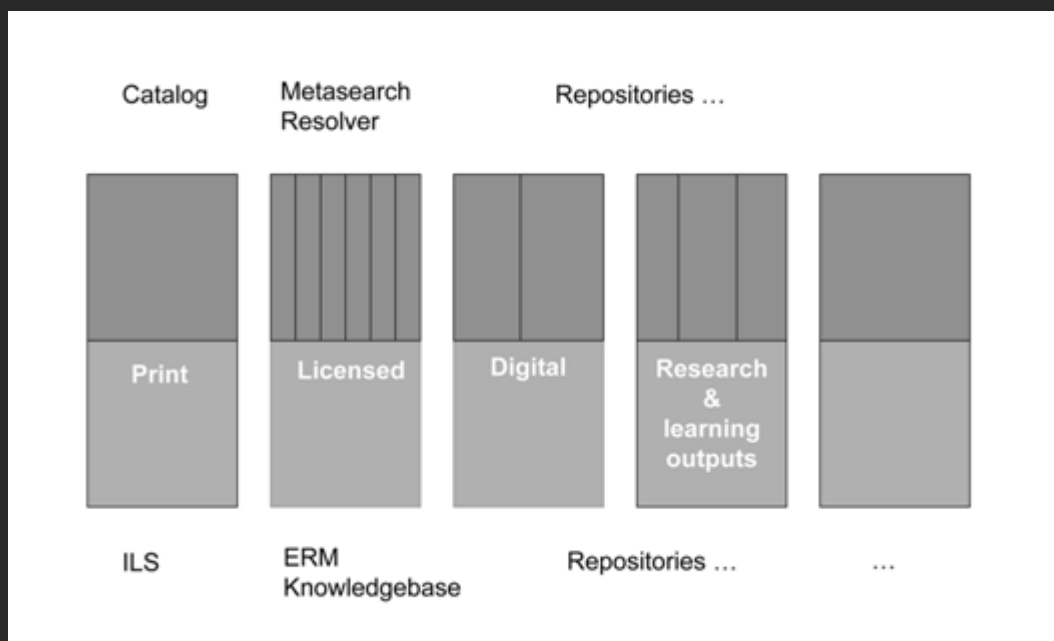 Catalog
Metasearch
Resolver
Repositories …
Print
Licensed
Digital
Research
&
learning
outputs
ILS
ERM
Knowledgebase
Repositories …
…